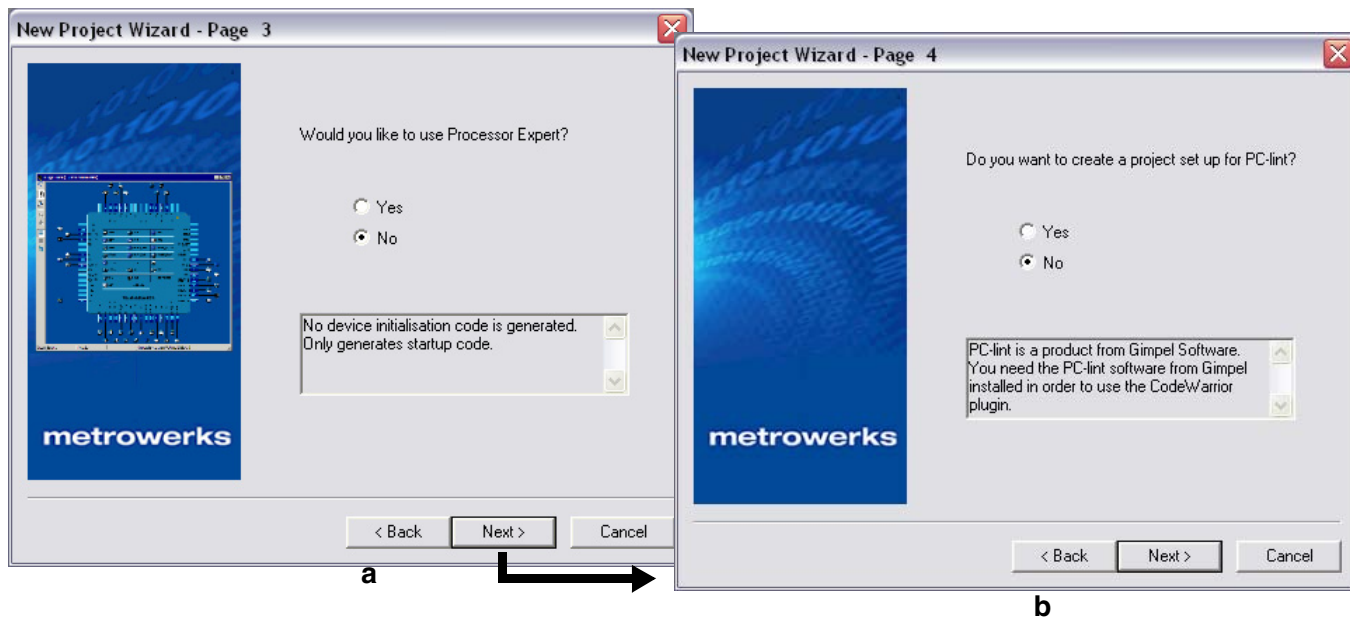 New Project Wizard - Page 3
Would you like to use Processor Expert?
Yes
No
No device initialisation code is generated.
Only generates startup code.
metrowerks
< Back
Next >
Cancel
a
New Project Wizard - Page 4
Do you want to create a project set up for PC-lint?
Yes
No
PC-lint is a product from Gimpel Software.
You need the PC-lint software from Gimpel
installed in order to use the CodeWarrior
plugin.
metrowerks
< Back
Next >
Cancel
b